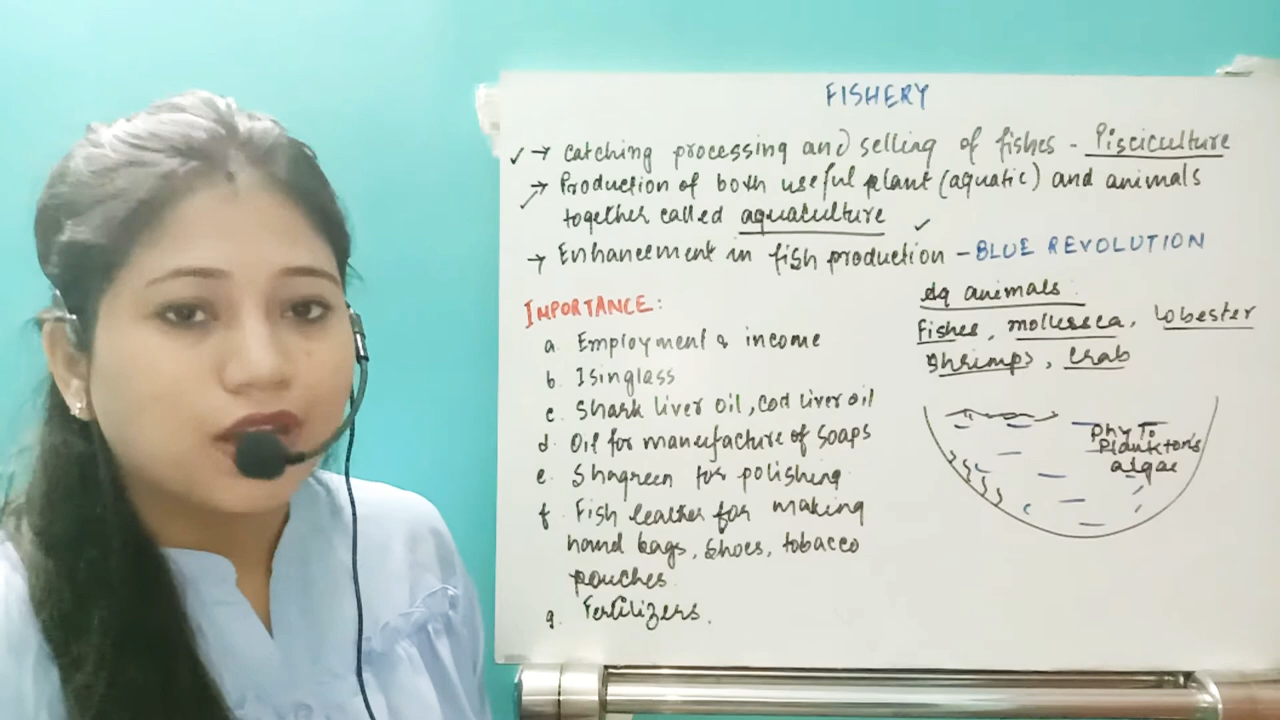 FISHERY
→ Catching processing and selling of fishes - Pisciculture
→ Production of both useful plant (aquatic) and animals
together called aquaculture
→ Enhancement in fish production - BLUE REVOLUTION
IMPORTANCE:
a. Employment & income
b. Isinglass
c. Shark liver oil, Cod liver oil
d. Oil for manufacture of soaps
e. Shagreen for polishing
f. Fish leather for making
hand bags, shoes, tobacco
pouches.
g. Fertilizers.
Aq animals:
Fishes, mollussca, Lobester
Shrimps, Crab
Phyto
Planktons
algae